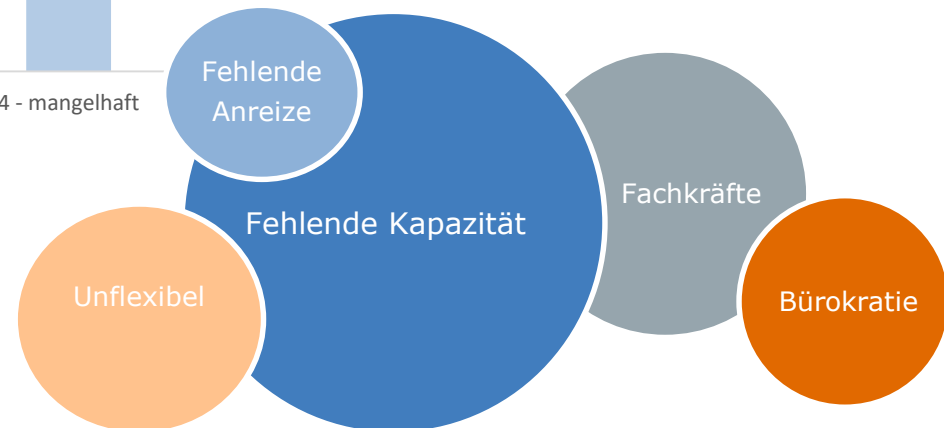 Fehlende
Anreize
4 - mangelhaft
Fachkräfte
Fehlende Kapazität
Unflexibel
Bürokratie